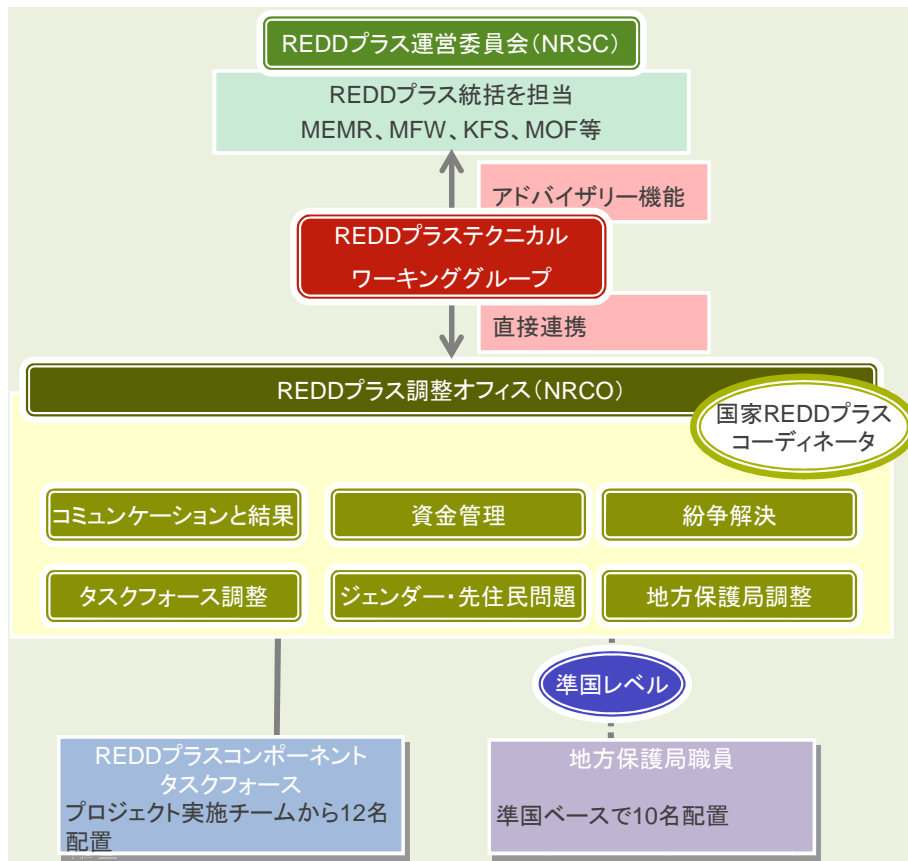 REDDプラス運営委員会(NRSC)
REDDプラス統括を担当
MEMR、MFW、KFS、MOF等
アドバイザリー機能
REDDプラステクニカル
ワーキンググループ
直接連携
REDDプラス調整オフィス(NRCO)
国家REDDプラス
コーディネータ
コミュンケーションと結果
資金管理
紛争解決
タスクフォース調整
ジェンダー・先住民問題
地方保護局調整
準国レベル
REDDプラスコンポーネント
タスクフォース
プロジェクト実施チームから12名
配置
地方保護局職員
準国ベースで10名配置